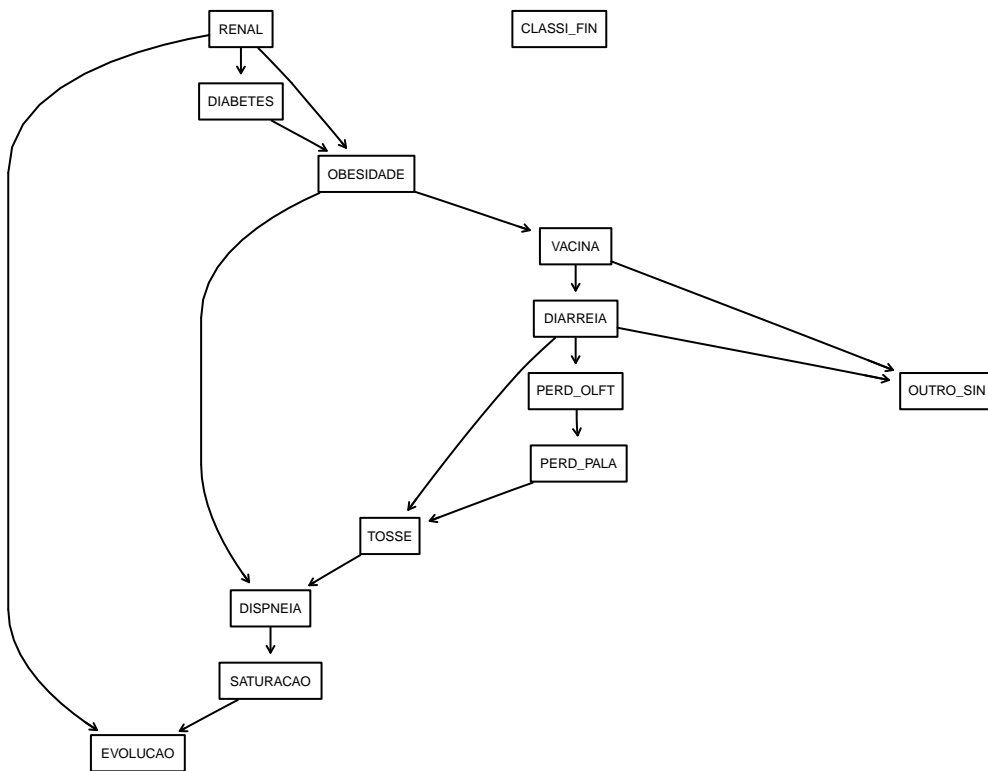 RENAL
CLASSI_FIN
DIABETES
OBESIDADE
VACINA
DIARREIA
PERD_OLFT
OUTRO_SIN
PERD_PALA
TOSSE
DISPNEIA
SATURACAO
EVOLUCAO